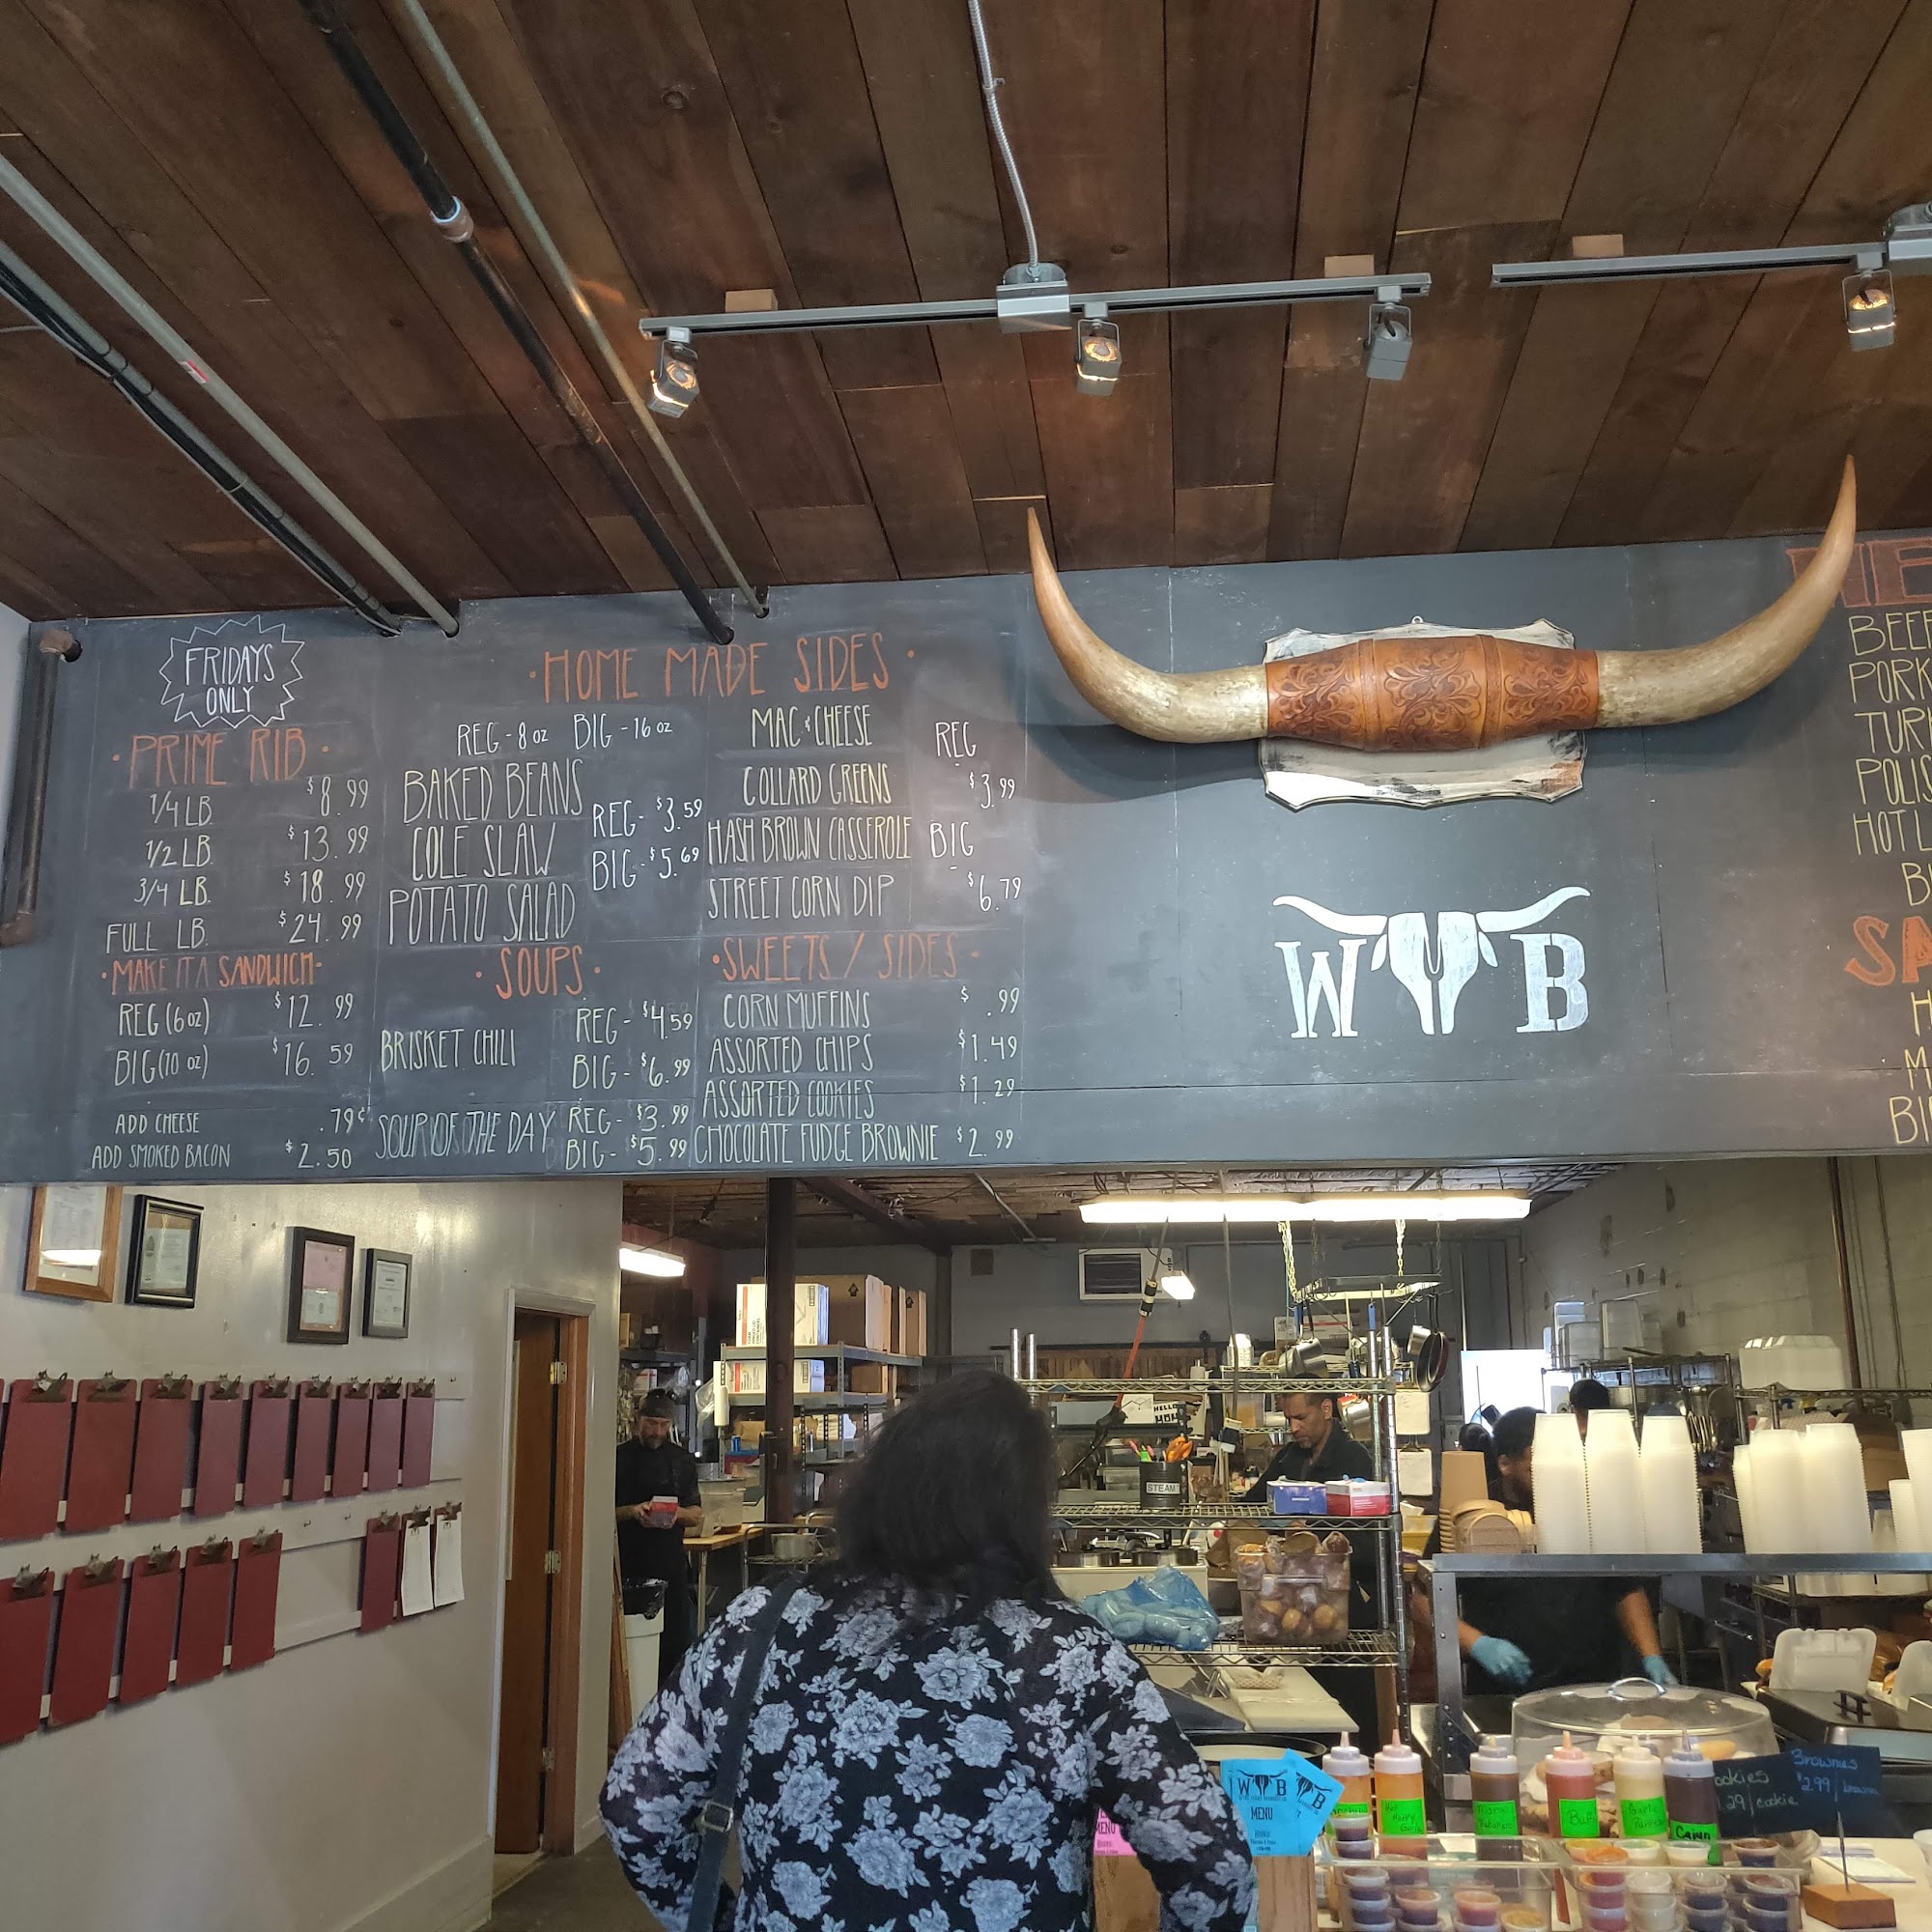 FRIDAYS
ONLY
· PRIME RIB ·
1/4 LB. $8.99
1/2 LB. $13.99
3/4 LB. $18.99
FULL LB. $24.99
· MAKE IT A SANDWICH ·
REG (6 oz) $12.99
BIG (10 oz) $16.59
ADD CHEESE .79¢
ADD SMOKED BACON $2.50
· HOME MADE SIDES ·
REG - 8 oz BIG - 16 oz
BAKED BEANS
COLE SLAW
POTATO SALAD
REG - $3.59
BIG - $5.69
MAC & CHEESE
COLLARD GREENS
HASH BROWN CASSEROLE
STREET CORN DIP
REG
$3.99
BIG
$6.79
· SOUPS ·
BRISKET CHILI
REG - $4.59
BIG - $6.99
SOUP OF THE DAY
REG - $3.99
BIG - $5.99
· SWEETS / SIDES ·
CORN MUFFINS $.99
ASSORTED CHIPS $1.49
ASSORTED COOKIES $1.29
CHOCOLATE FUDGE BROWNIE $2.99
W B
BEEF
PORK
HELLO
STEAM
W B
MENU
MENU
Cajun
Brownies
$2.99/
.29/cookie